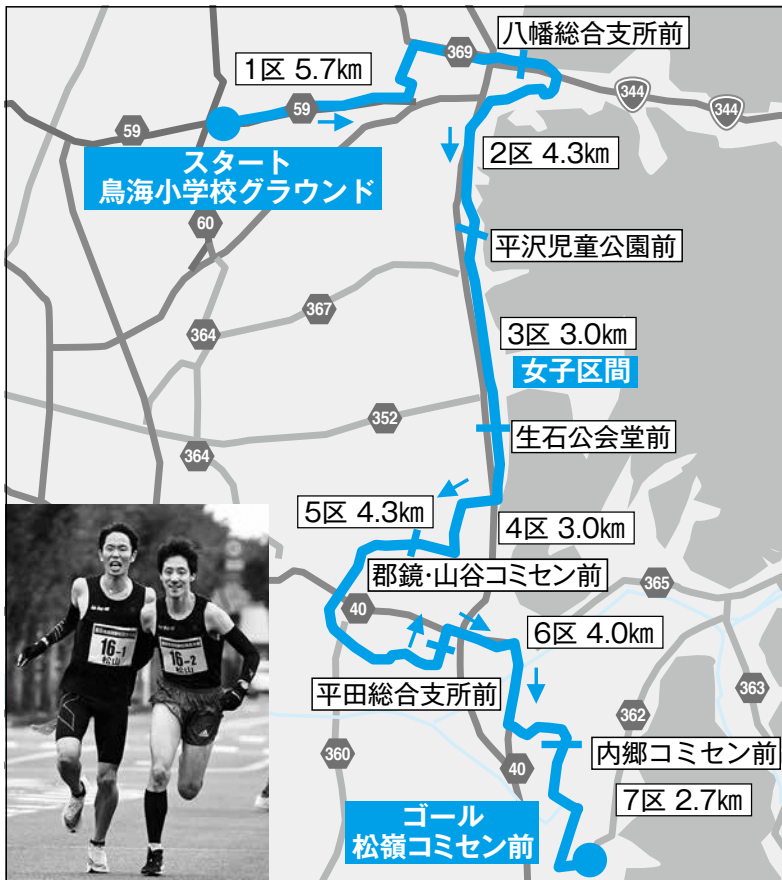 八幡総合支所前
369
1区 5.7㎞
344
344
59
59
スタート
鳥海小学校グラウンド
2区 4.3㎞
60
平沢児童公園前
367
364
3区 3.0㎞
女子区間
352
生石公会堂前
364
5区 4.3㎞
4区 3.0㎞
郡鏡･山谷コミセン前
365
40
6区 4.0㎞
16-1
松山
16-2
松山
平田総合支所前
363
362
360
内郷コミセン前
40
7区 2.7㎞
ゴール
松嶺コミセン前